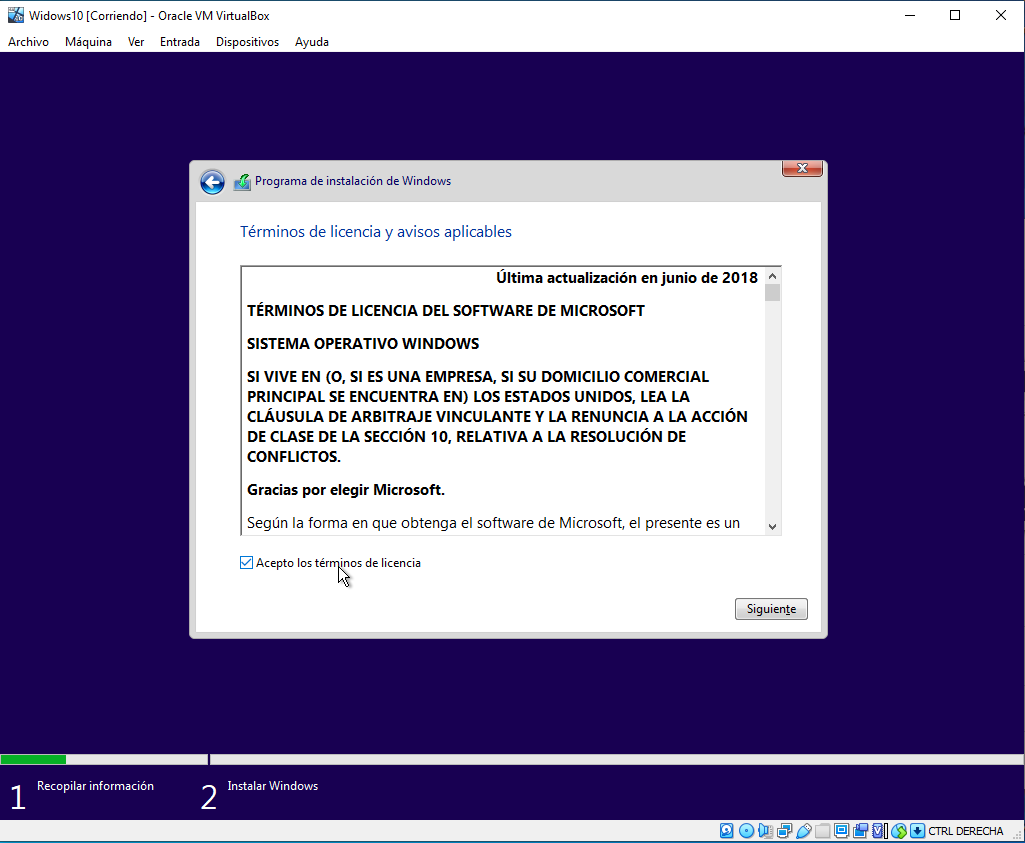 Widows10 [Corriendo] - Oracle VM VirtualBox
Archivo Máquina Ver Entrada Dispositivos Ayuda
Programa de instalación de Windows
Términos de licencia y avisos aplicables
Última actualización en junio de 2018
TÉRMINOS DE LICENCIA DEL SOFTWARE DE MICROSOFT
SISTEMA OPERATIVO WINDOWS
SI VIVE EN (O, SI ES UNA EMPRESA, SI SU DOMICILIO COMERCIAL
PRINCIPAL SE ENCUENTRA EN) LOS ESTADOS UNIDOS, LEA LA
CLÁUSULA DE ARBITRAJE VINCULANTE Y LA RENUNCIA A LA ACCIÓN
DE CLASE DE LA SECCIÓN 10, RELATIVA A LA RESOLUCIÓN DE
CONFLICTOS.
Gracias por elegir Microsoft.
Según la forma en que obtenga el software de Microsoft, el presente es un
Acepto los términos de licencia
Siguiente
1 Recopilar información
2 Instalar Windows
CTRL DERECHA